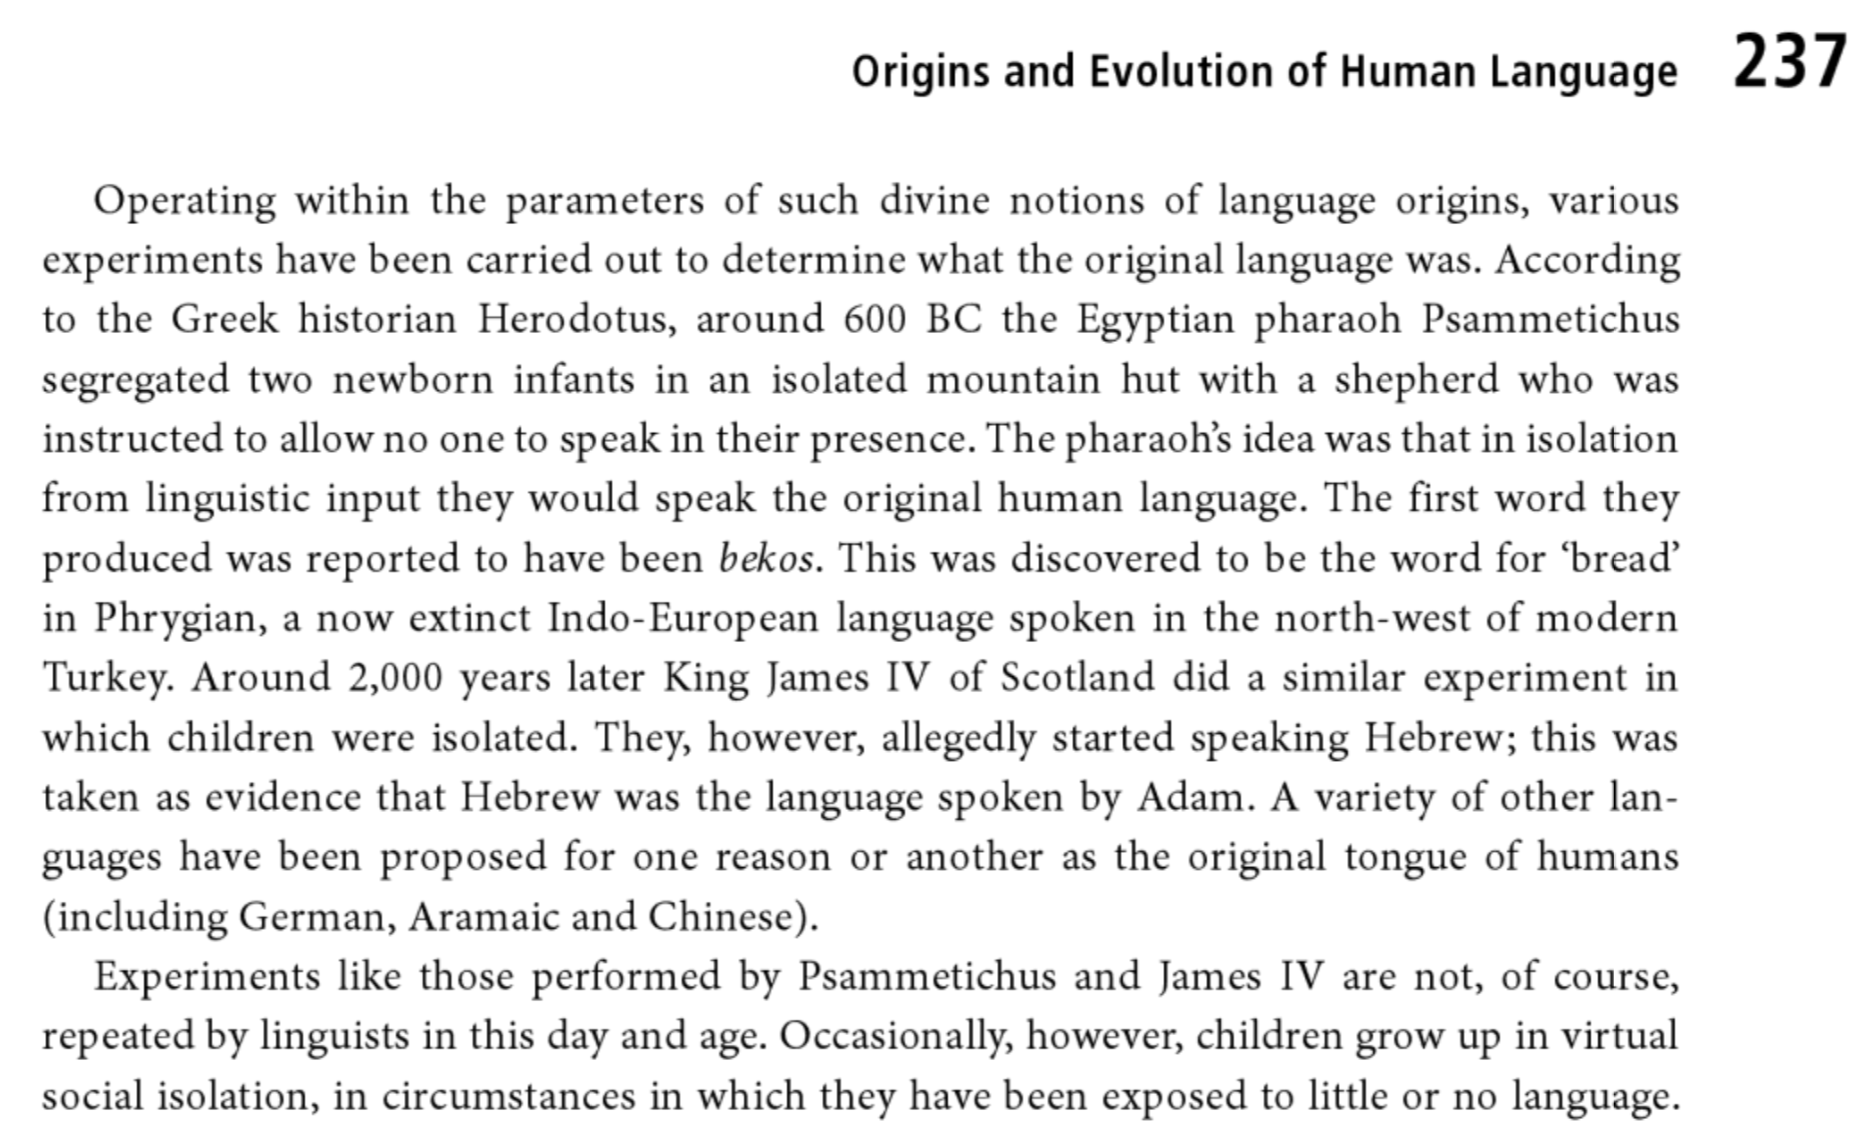 Origins and Evolution of Human Language 237
Operating within the parameters of such divine notions of language origins, various
experiments have been carried out to determine what the original language was. According
to the Greek historian Herodotus, around 600 BC the Egyptian pharaoh Psammetichus
segregated two newborn infants in an isolated mountain hut with a shepherd who was
instructed to allow no one to speak in their presence. The pharaoh’s idea was that in isolation
from linguistic input they would speak the original human language. The first word they
produced was reported to have been bekos. This was discovered to be the word for ‘bread’
in Phrygian, a now extinct Indo-European language spoken in the north-west of modern
Turkey. Around 2,000 years later King James IV of Scotland did a similar experiment in
which children were isolated. They, however, allegedly started speaking Hebrew; this was
taken as evidence that Hebrew was the language spoken by Adam. A variety of other lan-
guages have been proposed for one reason or another as the original tongue of humans
(including German, Aramaic and Chinese).
Experiments like those performed by Psammetichus and James IV are not, of course,
repeated by linguists in this day and age. Occasionally, however, children grow up in virtual
social isolation, in circumstances in which they have been exposed to little or no language.